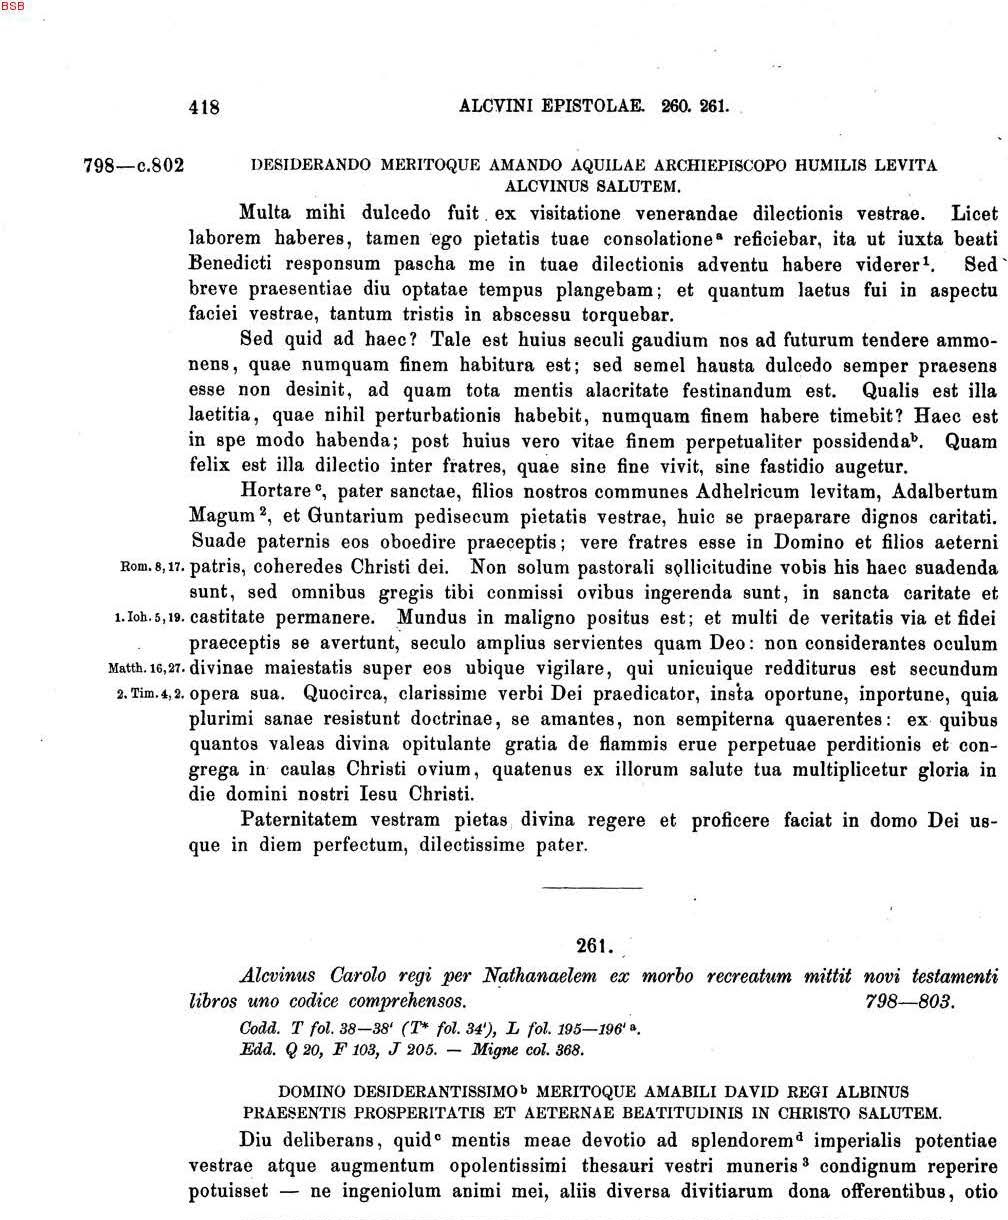 BSB
418 ALCVINI EPISTOLAE. 260. 261.
798—c.802 DESIDERANDO MERITOQUE AMANDO AQUILAE ARCHIEPISCOPO HUMILIS LEVITA
ALCVINUS SALUTEM.
Multa mihi dulcedo fuit ex visitatione venerandae dilectionis vestrae. Licet
laborem haberes, tamen ego pietatis tuae consolatione a reficiebar, ita ut iuxta beati
Benedicti responsum pascha me in tuae dilectionis adventu habere viderer 1. Sed
breve praesentiae diu optatae tempus plangebam; et quantum laetus fui in aspectu
faciei vestrae, tantum tristis in abscessu torquebar.
Sed quid ad haec? Tale est huius seculi gaudium nos ad futurum tendere ammo-
nens, quae numquam finem habitura est; sed semel hausta dulcedo semper praesens
esse non desinit, ad quam tota mentis alacritate festinandum est. Qualis est illa
laetitia, quae nihil perturbationis habebit, numquam finem habere timebit? Haec est
in spe modo habenda; post huius vero vitae finem perpetualiter possidenda b. Quam
felix est illa dilectio inter fratres, quae sine fine vivit, sine fastidio augetur.
Hortare c, pater sanctae, filios nostros communes Adhelricum levitam, Adalbertum
Magum 2, et Guntarium pedisecum pietatis vestrae, huic se praeparare dignos caritati.
Suade paternis eos oboedire praeceptis; vere fratres esse in Domino et filios aeterni
Rom. 8, 17. patris, coheredes Christi dei. Non solum pastorali sollicitudine vobis his haec suadenda
sunt, sed omnibus gregis tibi conmissi ovibus ingerenda sunt, in sancta caritate et
1. Ioh. 5, 19. castitate permanere. Mundus in maligno positus est; et multi de veritatis via et fidei
praeceptis se avertunt, seculo amplius servientes quam Deo: non considerantes oculum
Matth. 16, 27. divinae maiestatis super eos ubique vigilare, qui unicuique redditurus est secundum
2. Tim. 4, 2. opera sua. Quocirca, clarissime verbi Dei praedicator, insta oportune, inportune, quia
plurimi sanae resistunt doctrinae, se amantes, non sempiterna quaerentes: ex quibus
quantos valeas divina opitulante gratia de flammis erue perpetuae perditionis et con-
grega in caulas Christi ovium, quatenus ex illorum salute tua multiplicetur gloria in
die domini nostri Iesu Christi.
Paternitatem vestram pietas divina regere et proficere faciat in domo Dei us-
que in diem perfectum, dilectissime pater.
261.
Alcvinus Carolo regi per Nathanaelem ex morbo recreatum mittit novi testamenti
libros uno codice comprehensos. 798—803.
Codd. T fol. 38—38' (T* fol. 34'), L fol. 195—196' a.
Edd. Q 20, F 103, J 205. — Migne col. 368.
DOMINO DESIDERANTISSIMO b MERITOQUE AMABILI DAVID REGI ALBINUS
PRAESENTIS PROSPERITATIS ET AETERNAE BEATITUDINIS IN CHRISTO SALUTEM.
Diu deliberans, quid c mentis meae devotio ad splendorem d imperialis potentiae
vestrae atque augmentum opolentissimi thesauri vestri muneris 3 condignum reperire
potuisset — ne ingeniolum animi mei, aliis diversa divitiarum dona offerentibus, otio